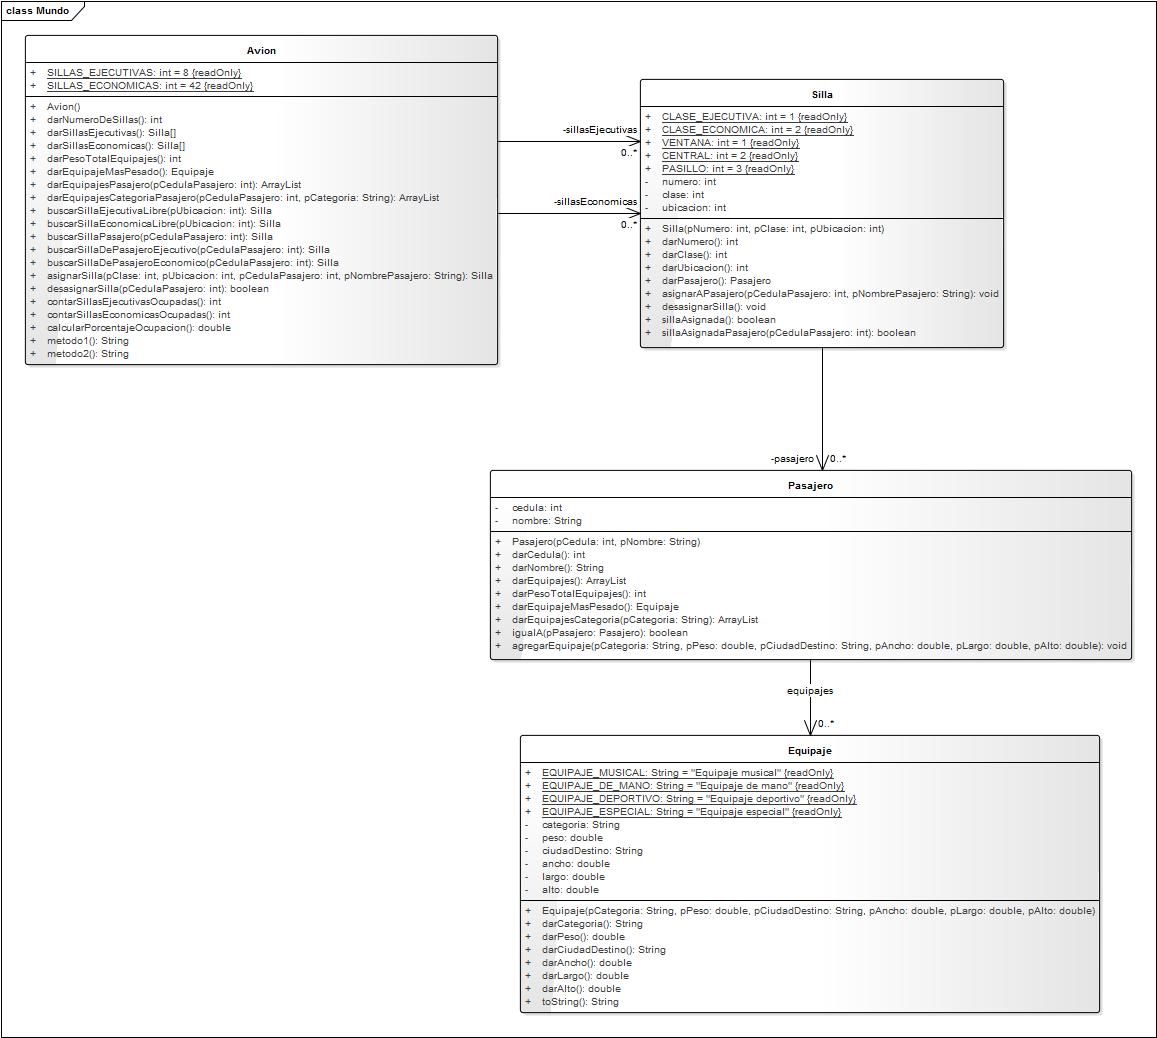 class Mundo
Avion
+ SILLAS_EJECUTIVAS: int = 8 {readOnly}
+ SILLAS_ECONOMICAS: int = 42 {readOnly}
+ Avion()
+ darNumeroDeSillas(): int
+ darSillasEjecutivas(): Silla[]
+ darSillasEconomicas(): Silla[]
+ darPesoTotalEquipajes(): int
+ darEquipajeMasPesado(): Equipaje
+ darEquipajesPasajero(pCedulaPasajero: int): ArrayList
+ darEquipajesCategoriaPasajero(pCedulaPasajero: int, pCategoria: String): ArrayList
+ buscarSillaEjecutivaLibre(pUbicacion: int): Silla
+ buscarSillaEconomicaLibre(pUbicacion: int): Silla
+ buscarSillaPasajero(pCedulaPasajero: int): Silla
+ buscarSillaDePasajeroEjecutivo(pCedulaPasajero: int): Silla
+ buscarSillaDePasajeroEconomico(pCedulaPasajero: int): Silla
+ asignarSilla(pClase: int, pUbicacion: int, pCedulaPasajero: int, pNombrePasajero: String): Silla
+ desasignarSilla(pCedulaPasajero: int): boolean
+ contarSillasEjecutivasOcupadas(): int
+ contarSillasEconomicasOcupadas(): int
+ calcularPorcentajeOcupacion(): double
+ metodo1(): String
+ metodo2(): String
-sillasEjecutivas
0..*
-sillasEconomicas
0..*
Silla
+ CLASE_EJECUTIVA: int = 1 {readOnly}
+ CLASE_ECONOMICA: int = 2 {readOnly}
+ VENTANA: int = 1 {readOnly}
+ CENTRAL: int = 2 {readOnly}
+ PASILLO: int = 3 {readOnly}
- numero: int
- clase: int
- ubicacion: int
+ Silla(pNumero: int, pClase: int, pUbicacion: int)
+ darNumero(): int
+ darClase(): int
+ darUbicacion(): int
+ darPasajero(): Pasajero
+ asignarAPasajero(pCedulaPasajero: int, pNombrePasajero: String): void
+ desasignarSilla(): void
+ sillaAsignada(): boolean
+ sillaAsignadaPasajero(pCedulaPasajero: int): boolean
-pasajero 0..*
Pasajero
- cedula: int
- nombre: String
+ Pasajero(pCedula: int, pNombre: String)
+ darCedula(): int
+ darNombre(): String
+ darEquipajes(): ArrayList
+ darPesoTotalEquipajes(): int
+ darEquipajeMasPesado(): Equipaje
+ darEquipajesCategoria(pCategoria: String): ArrayList
+ igualA(pPasajero: Pasajero): boolean
+ agregarEquipaje(pCategoria: String, pPeso: double, pCiudadDestino: String, pAncho: double, pLargo: double, pAlto: double): void
equipajes
0..*
Equipaje
+ EQUIPAJE_MUSICAL: String = "Equipaje musical" {readOnly}
+ EQUIPAJE_DE_MANO: String = "Equipaje de mano" {readOnly}
+ EQUIPAJE_DEPORTIVO: String = "Equipaje deportivo" {readOnly}
+ EQUIPAJE_ESPECIAL: String = "Equipaje especial" {readOnly}
- categoria: String
- peso: double
- ciudadDestino: String
- ancho: double
- largo: double
- alto: double
+ Equipaje(pCategoria: String, pPeso: double, pCiudadDestino: String, pAncho: double, pLargo: double, pAlto: double)
+ darCategoria(): String
+ darPeso(): double
+ darCiudadDestino(): String
+ darAncho(): double
+ darLargo(): double
+ darAlto(): double
+ toString(): String